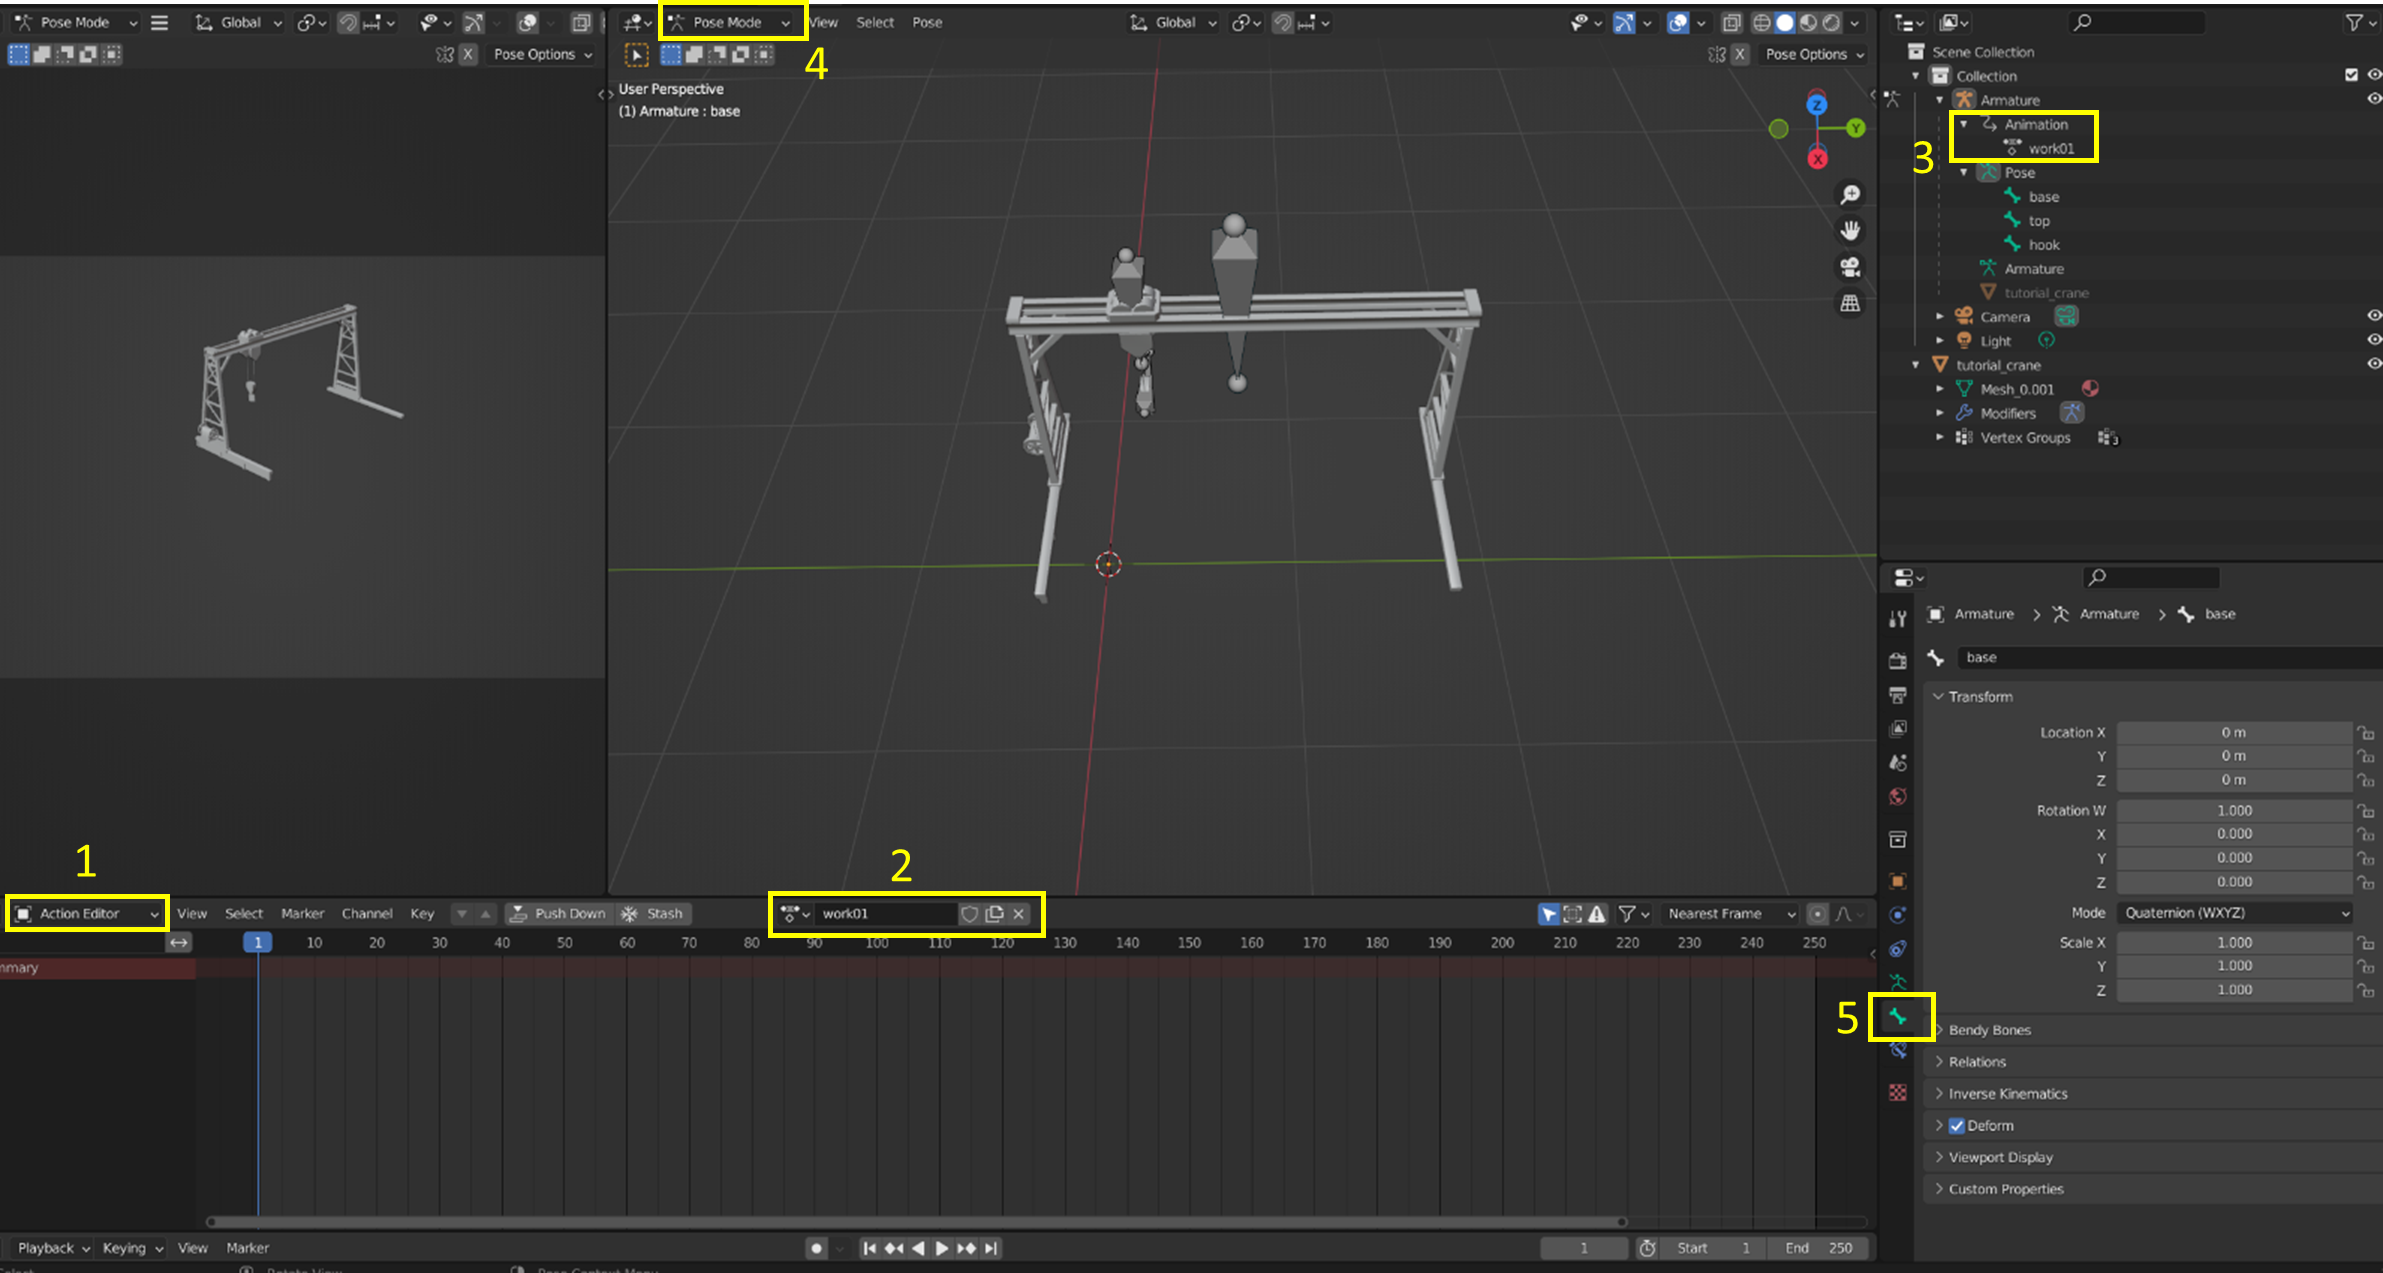 Pose Mode
Global
Pose Options
Pose Mode
View Select Pose
Global
4
Pose Options
User Perspective
(1) Armature : base
Z
Y
X
Scene Collection
Collection
Armature
Animation
3
work01
Pose
base
top
hook
Armature
tutorial_crane
Camera
Light
tutorial_crane
Mesh_0.001
Modifiers
Vertex Groups
3
Armature > Armature > base
base
Transform
Location X 0 m
Y 0 m
Z 0 m
Rotation W 1.000
X 0.000
Y 0.000
Z 0.000
Mode Quaternion (WXYZ)
Scale X 1.000
Y 1.000
Z 1.000
5
Bendy Bones
Relations
Inverse Kinematics
Deform
Viewport Display
Custom Properties
1
2
Action Editor View Select Marker Channel Key Push Down Stash work01 Nearest Frame
1 10 20 30 40 50 60 70 80 90 100 110 120 130 140 150 160 170 180 190 200 210 220 230 240 250
mmary
Playback Keying View Marker 1 Start 1 End 250